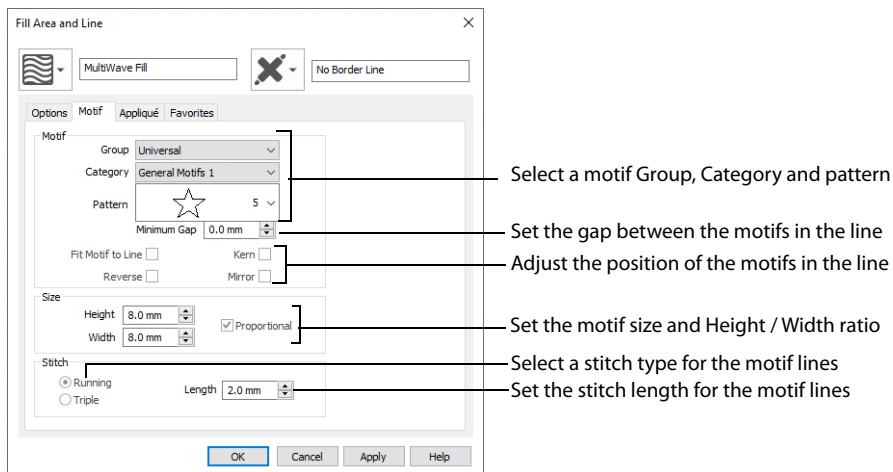 Fill Area and Line
MultiWave Fill
No Border Line
Options Motif Appliqué Favorites
Motif
Group Universal
Category General Motifs 1
Pattern 5
Minimum Gap 0.0 mm
Fit Motif to Line Kern
Reverse Mirror
Size
Height 8.0 mm
Proportional
Width 8.0 mm
Stitch
Running
Length 2.0 mm
Triple
OK Cancel Apply Help
Select a motif Group, Category and pattern
Set the gap between the motifs in the line
Adjust the position of the motifs in the line
Set the motif size and Height / Width ratio
Select a stitch type for the motif lines
Set the stitch length for the motif lines